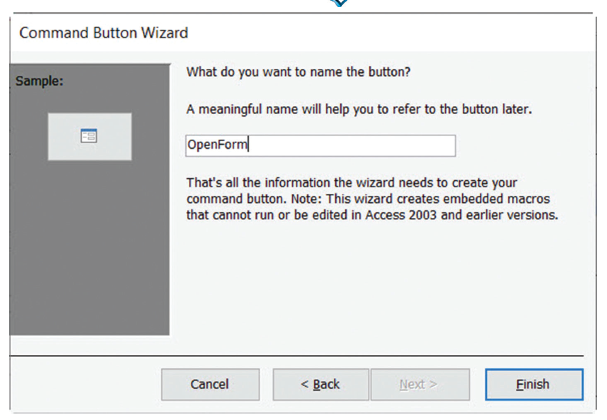 Command Button Wizard
Sample:
What do you want to name the button?
A meaningful name will help you to refer to the button later.
OpenForm
That's all the information the wizard needs to create your
command button. Note: This wizard creates embedded macros
that cannot run or be edited in Access 2003 and earlier versions.
Cancel
< Back
Next >
Finish